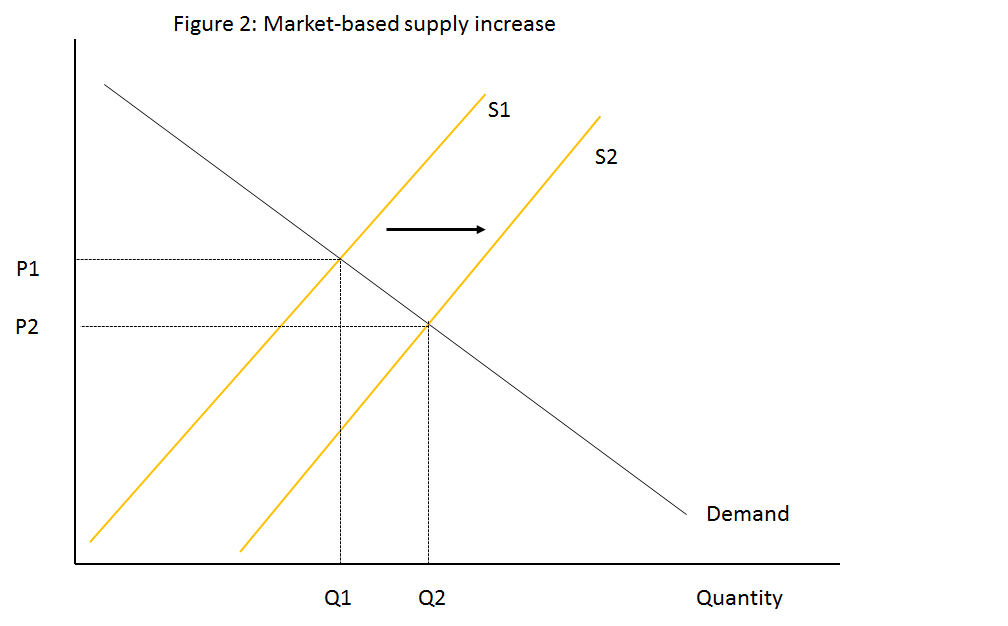 Figure 2: Market-based supply increase
S1
S2
P1
P2
Demand
Q1
Q2
Quantity